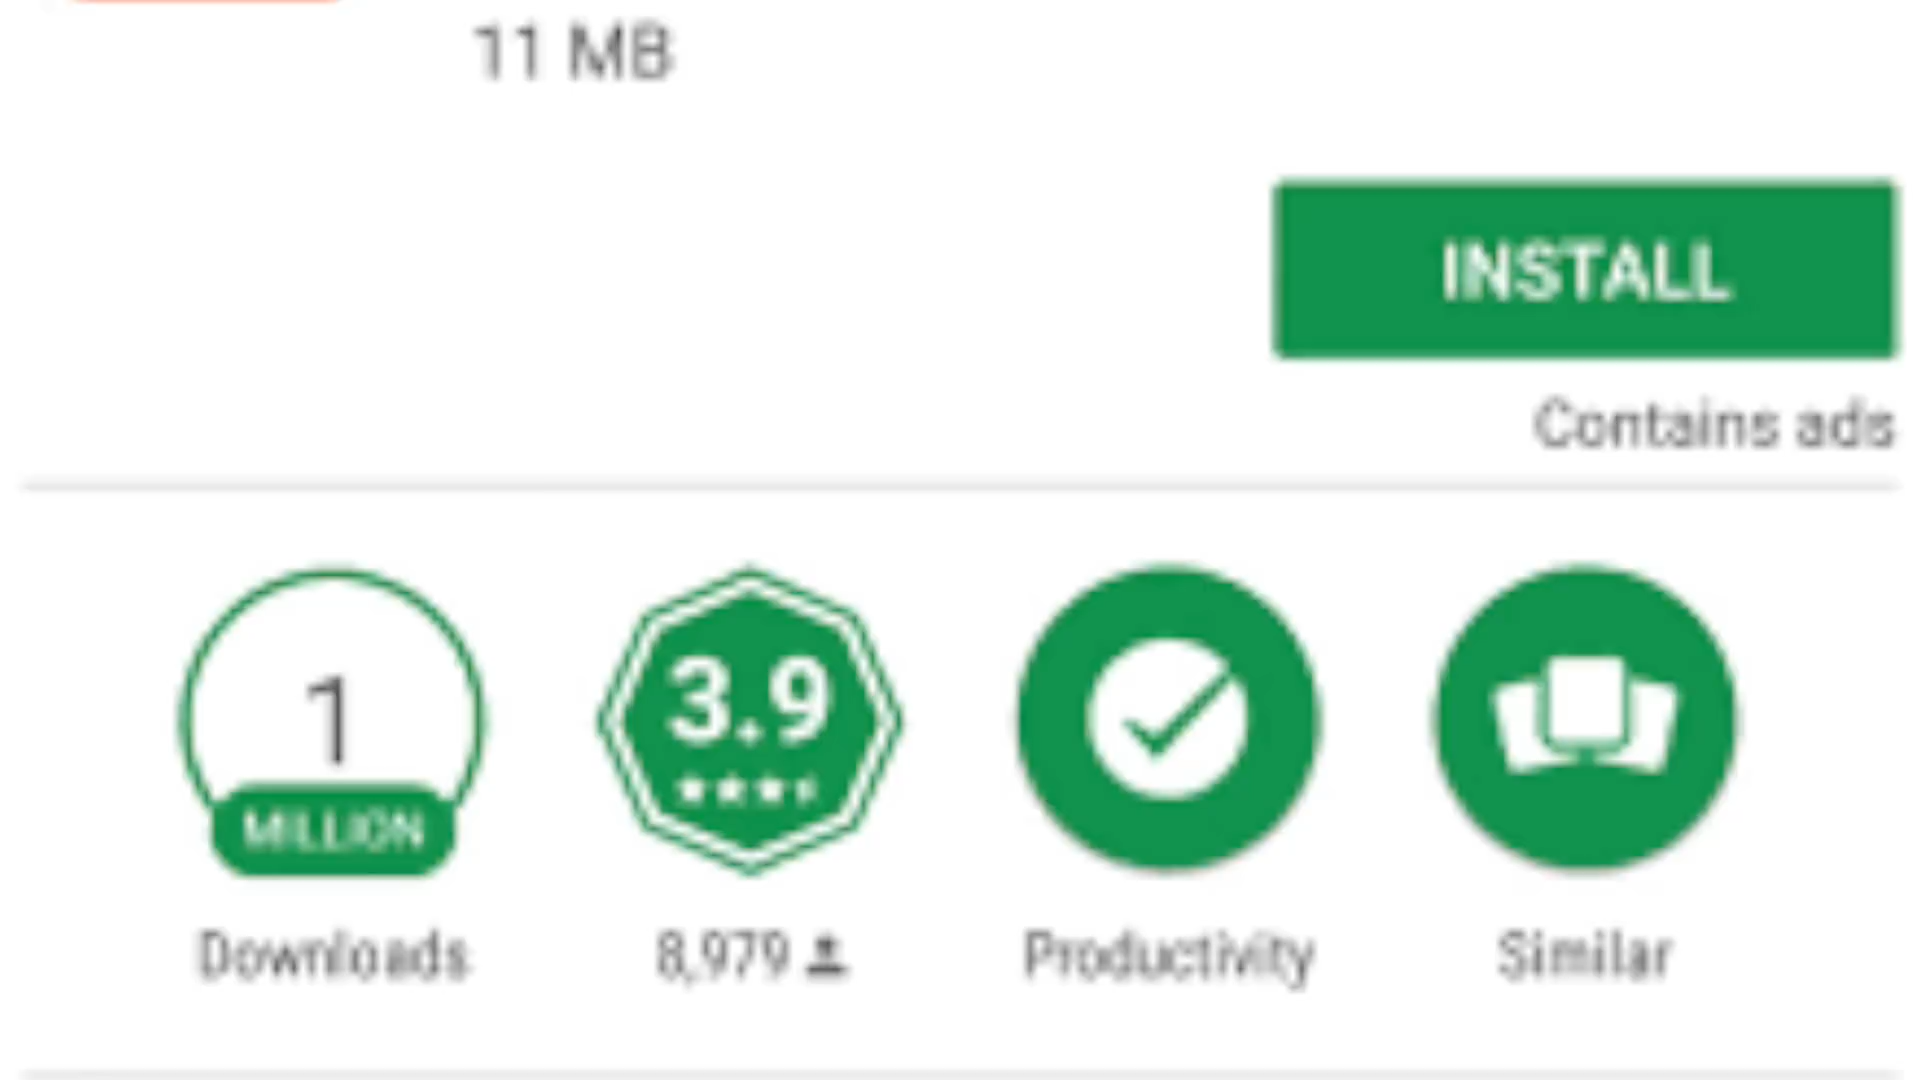 11 MB
INSTALL
Contains ads
1
MILLION
3.9
Downloads
8,979
Productivity
Similar